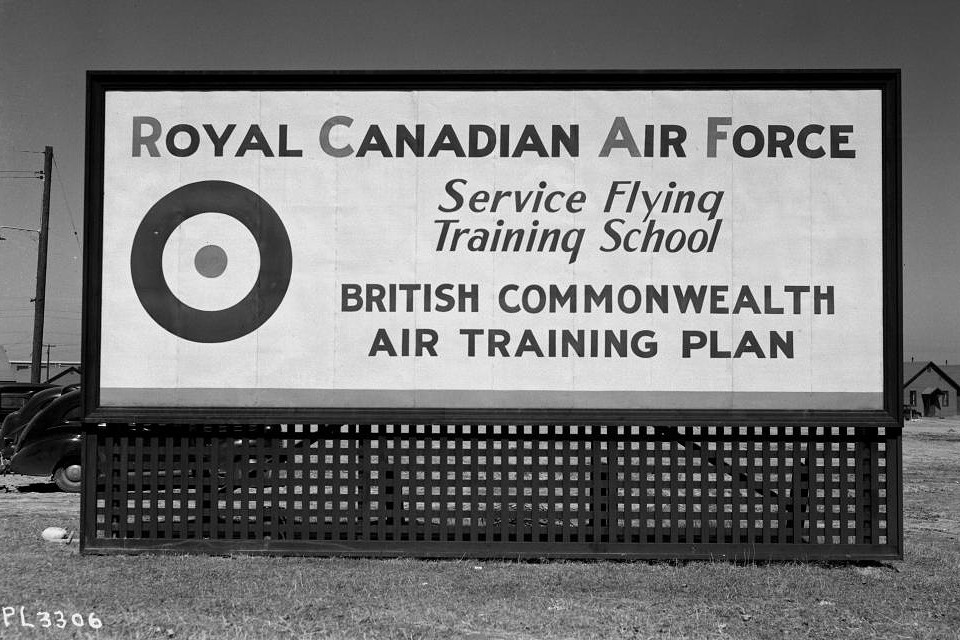 ROYAL CANADIAN AIR FORCE
Service Flying
Training School
BRITISH COMMONWEALTH
AIR TRAINING PLAN
PL3306